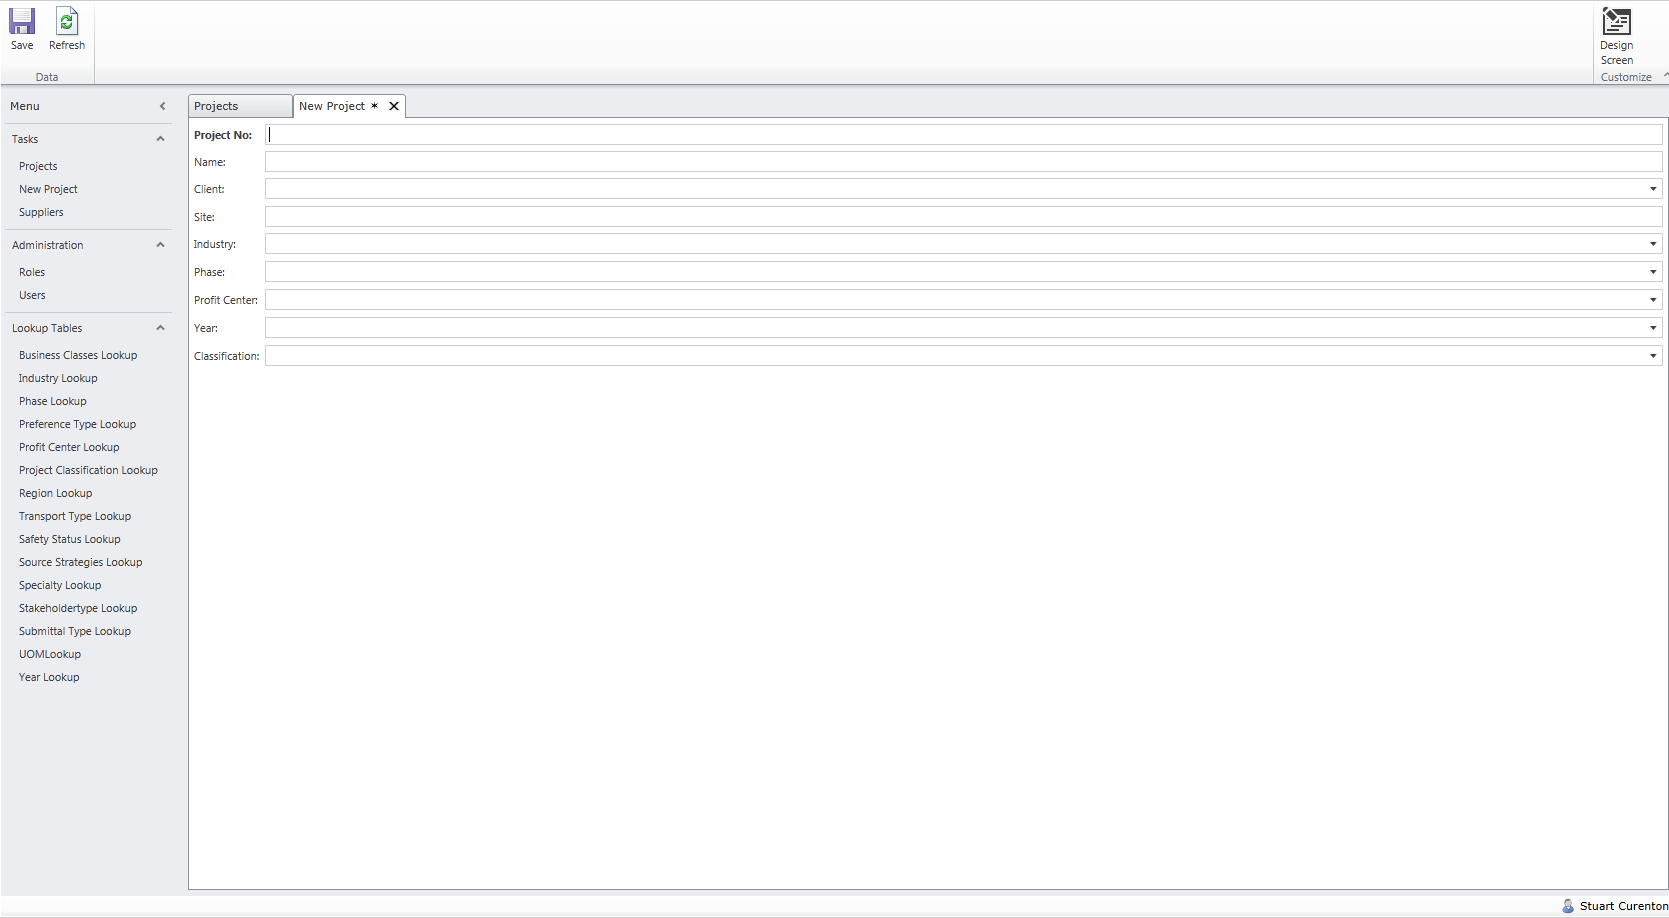 Save
Refresh
Data
Design
Screen
Customize
Menu
Tasks
Projects
New Project
Suppliers
Administration
Roles
Users
Lookup Tables
Business Classes Lookup
Industry Lookup
Phase Lookup
Preference Type Lookup
Profit Center Lookup
Project Classification Lookup
Region Lookup
Transport Type Lookup
Safety Status Lookup
Source Strategies Lookup
Specialty Lookup
Stakeholdertype Lookup
Submittal Type Lookup
UOMLookup
Year Lookup
Projects
New Project *
Project No:
Name:
Client:
Site:
Industry:
Phase:
Profit Center:
Year:
Classification:
Stuart Curenton